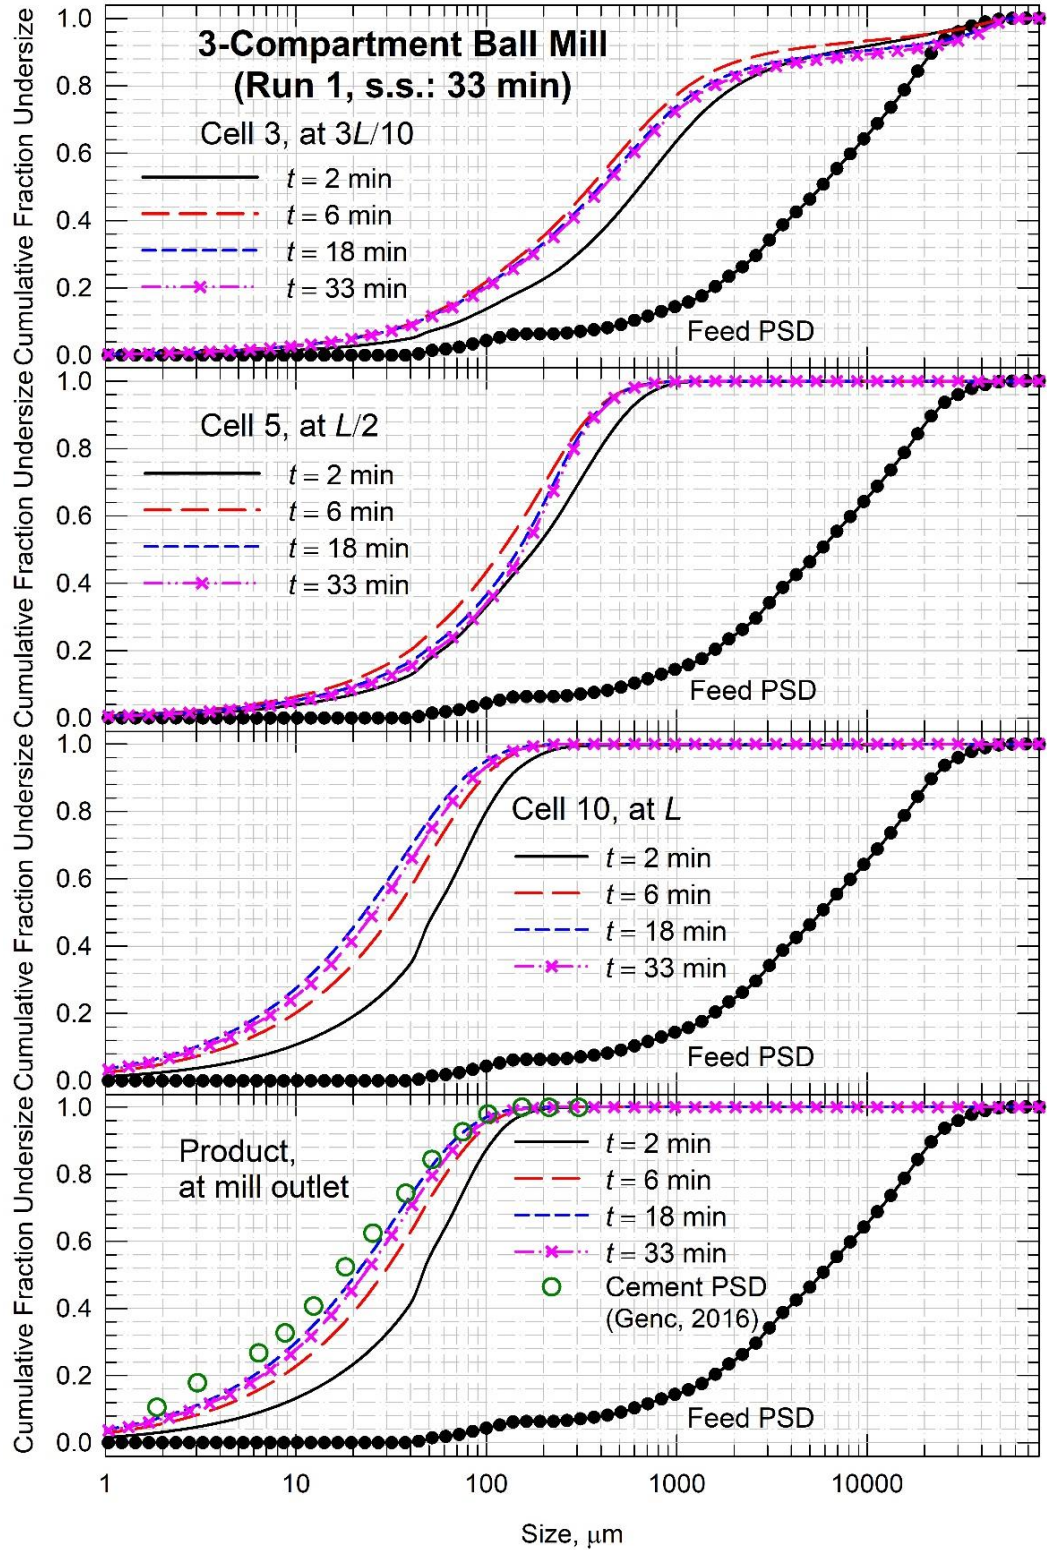 3-Compartment Ball Mill
(Run 1, s.s.: 33 min)
Cell 3, at 3L/10
t = 2 min
t = 6 min
t = 18 min
t = 33 min
Feed PSD
Cumulative Fraction Undersize
1.0
0.8
0.6
0.4
0.2
0.0
Cell 5, at L/2
t = 2 min
t = 6 min
t = 18 min
t = 33 min
Feed PSD
Cumulative Fraction Undersize
1.0
0.8
0.6
0.4
0.2
0.0
Cell 10, at L
t = 2 min
t = 6 min
t = 18 min
t = 33 min
Feed PSD
Cumulative Fraction Undersize
1.0
0.8
0.6
0.4
0.2
0.0
Product,
at mill outlet
t = 2 min
t = 6 min
t = 18 min
t = 33 min
Cement PSD
(Genc, 2016)
Feed PSD
Cumulative Fraction Undersize
1.0
0.8
0.6
0.4
0.2
0.0
1 10 100 1000 10000
Size, μm